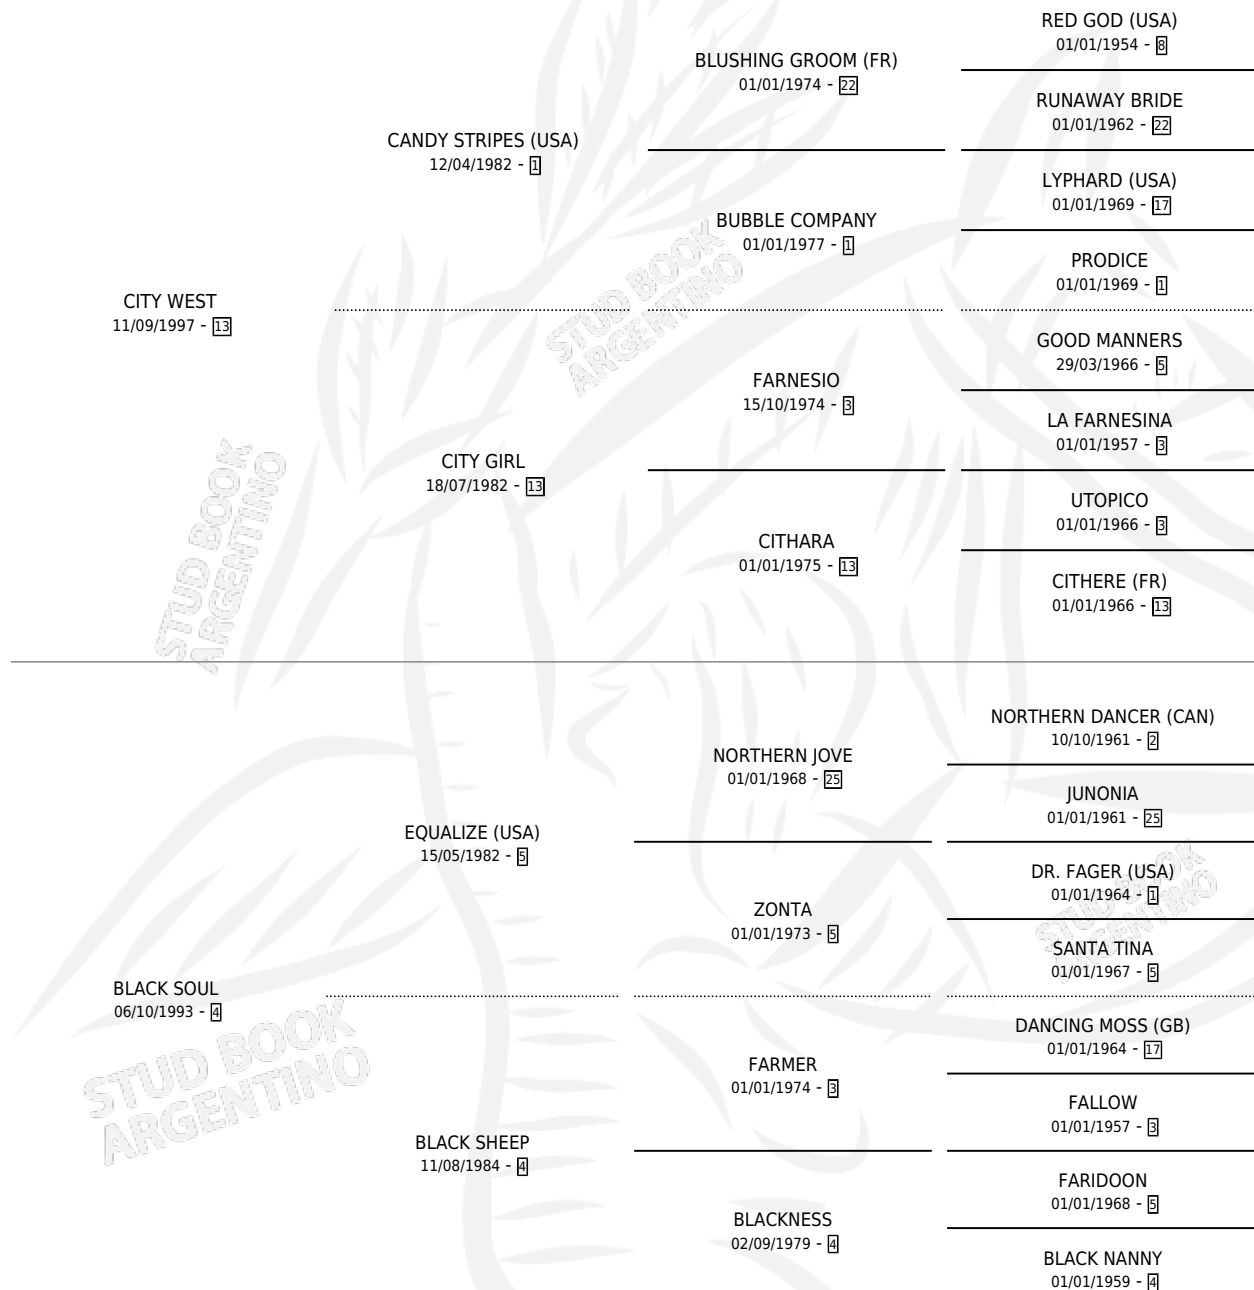 RED GOD (USA)
01/01/1954 - 8
BLUSHING GROOM (FR)
01/01/1974 - 22
RUNAWAY BRIDE
01/01/1962 - 22
CANDY STRIPES (USA)
12/04/1982 - 1
LYPHARD (USA)
01/01/1969 - 17
BUBBLE COMPANY
01/01/1977 - 1
PRODICE
01/01/1969 - 1
CITY WEST
11/09/1997 - 13
STUD BOOK
ARGENTINO
GOOD MANNERS
29/03/1966 - 5
FARNESIO
15/10/1974 - 3
LA FARNESINA
01/01/1957 - 3
CITY GIRL
18/07/1982 - 13
UTOPICO
01/01/1966 - 3
CITHARA
01/01/1975 - 13
CITHERE (FR)
01/01/1966 - 13
STUD BOOK
ARGENTINO
NORTHERN DANCER (CAN)
10/10/1961 - 2
NORTHERN JOVE
01/01/1968 - 25
JUNONIA
01/01/1961 - 25
EQUALIZE (USA)
15/05/1982 - 5
DR. FAGER (USA)
01/01/1964 - 1
ZONTA
01/01/1973 - 5
SANTA TINA
01/01/1967 - 5
STUD BOOK
ARGENTINO
BLACK SOUL
06/10/1993 - 4
DANCING MOSS (GB)
01/01/1964 - 17
FARMER
01/01/1974 - 3
FALLOW
01/01/1957 - 3
STUD BOOK
ARGENTINO
BLACK SHEEP
11/08/1984 - 4
FARIDOON
01/01/1968 - 5
BLACKNESS
02/09/1979 - 4
BLACK NANNY
01/01/1959 - 4